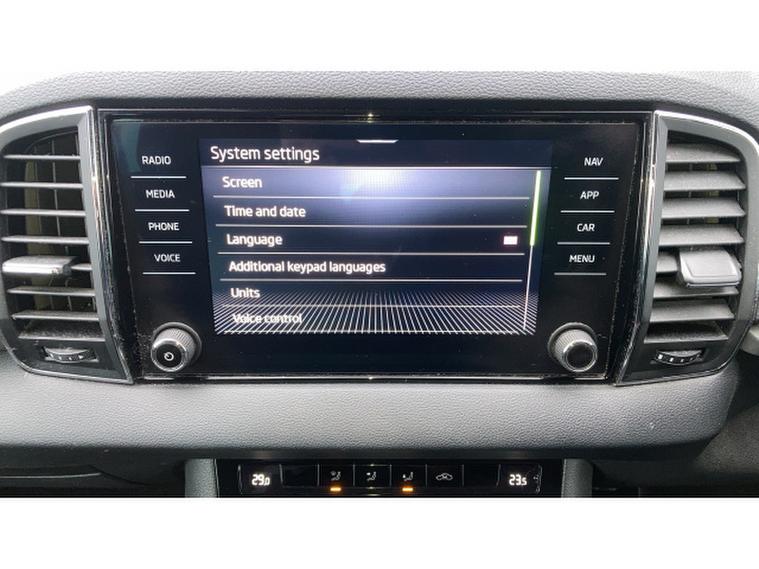 System settings
Screen
Time and date
Language
Additional keypad languages
Units
Voice control
RADIO
MEDIA
PHONE
VOICE
NAV
APP
CAR
MENU
29.0
23.5